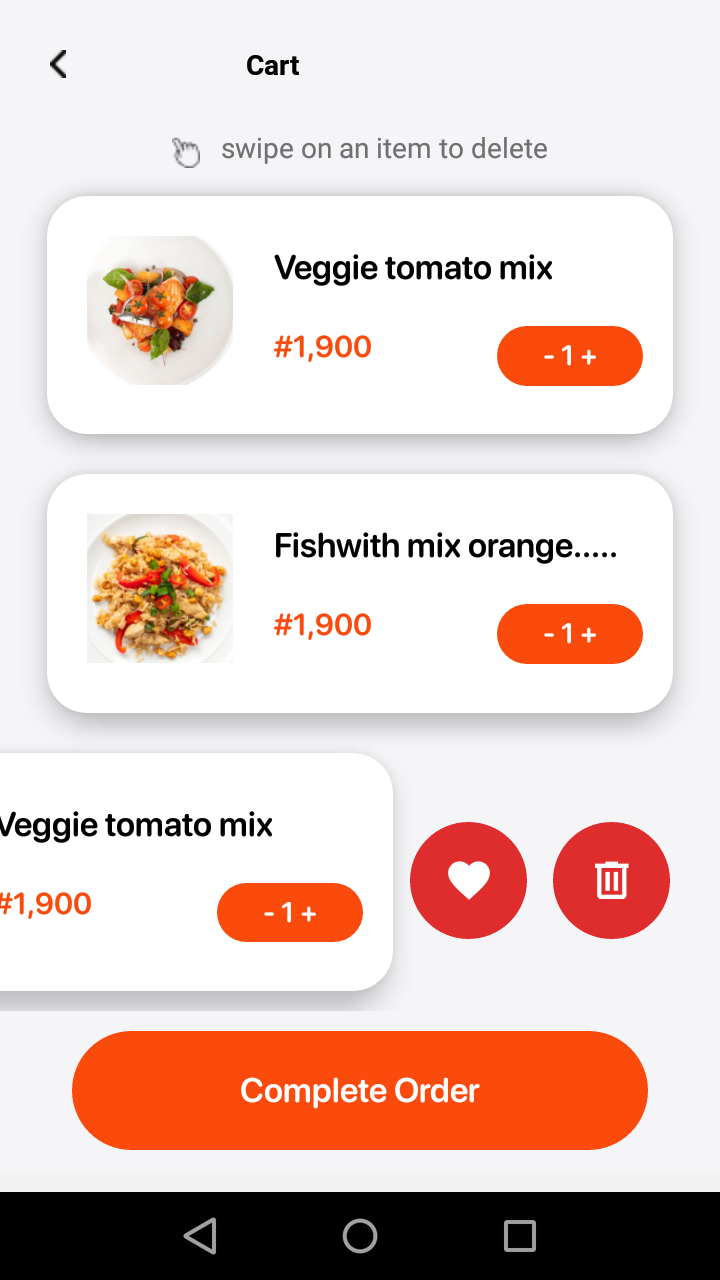 Cart
swipe on an item to delete
Veggie tomato mix
#1,900
- 1 +
Fishwith mix orange.....
#1,900
- 1 +
Veggie tomato mix
#1,900
- 1 +
Complete Order